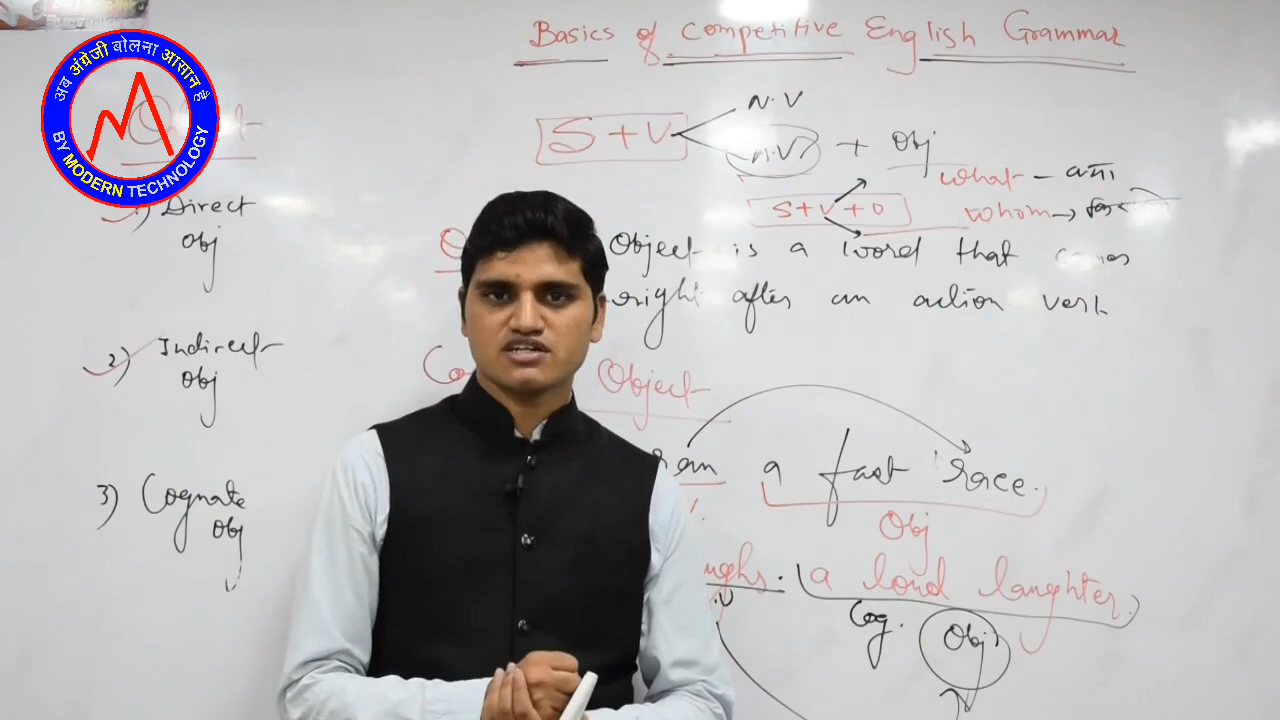 अब अंग्रेजी बोलना आसान है
BY MODERN TECHNOLOGY
Basics of Competitive English Grammar
S + V
H.V
M.V
+ Obj
what - क्या
S + V + O
whom →
1) Direct
Obj
Object is a word that comes
right after an action verb
2) Indirect
Obj
Object
ran a fast race.
Obj
3) Cognate
Obj
a loud laughter.
Cog. Obj